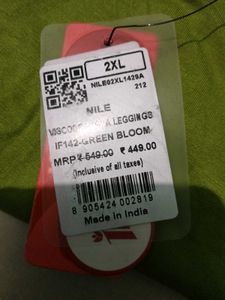 2XL
NILE02XL1429A
212
NILE
LEGGINGS
IF142-GREEN BLOOM
MRP ₹ 549.00 ₹ 449.00
(Inclusive of all taxes)
8 905424 002819
Made in India